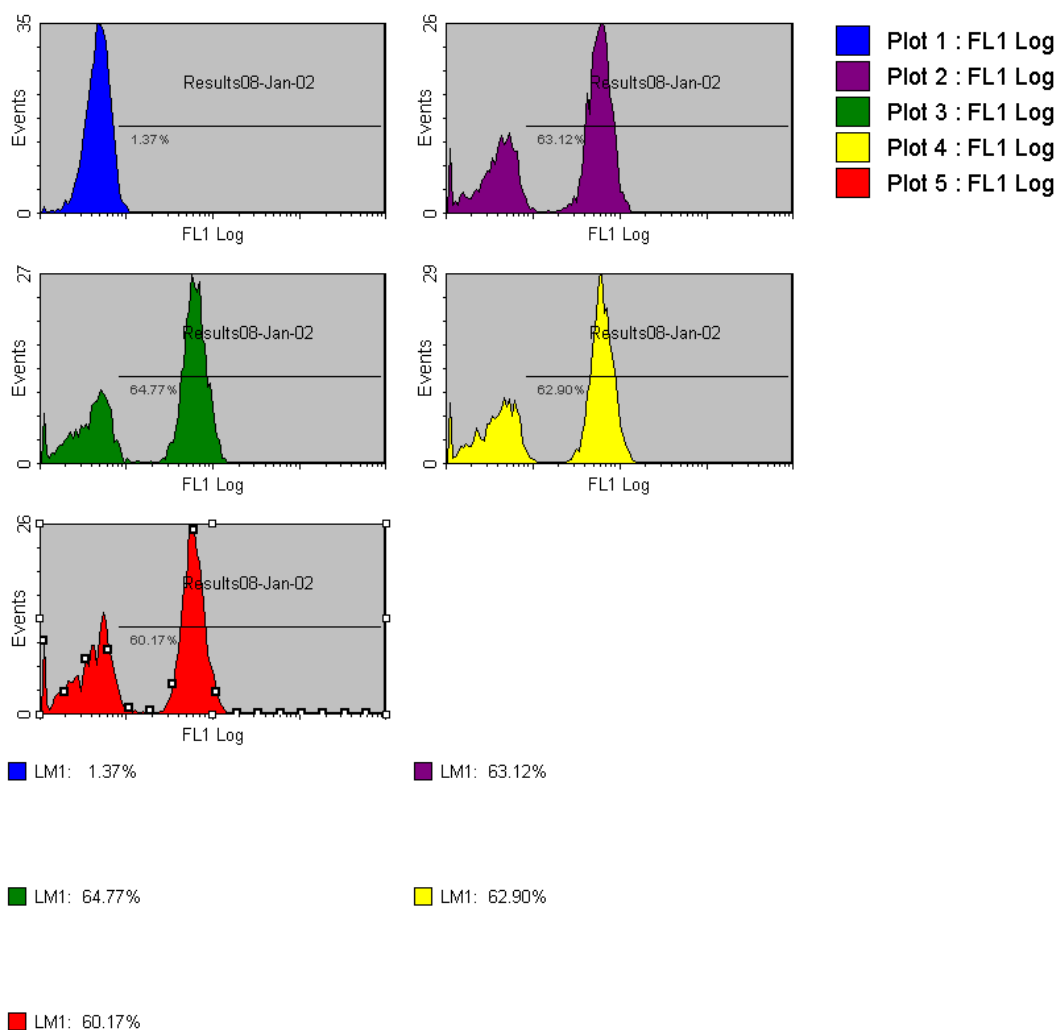 35
Events
0
Results08-Jan-02
1.37%
FL1 Log
26
Events
0
Results08-Jan-02
63.12%
FL1 Log
Plot 1 : FL1 Log
Plot 2 : FL1 Log
Plot 3 : FL1 Log
Plot 4 : FL1 Log
Plot 5 : FL1 Log
27
Events
0
Results08-Jan-02
64.77%
FL1 Log
29
Events
0
Results08-Jan-02
62.90%
FL1 Log
26
Events
0
Results08-Jan-02
60.17%
FL1 Log
LM1: 1.37%
LM1: 63.12%
LM1: 64.77%
LM1: 62.90%
LM1: 60.17%